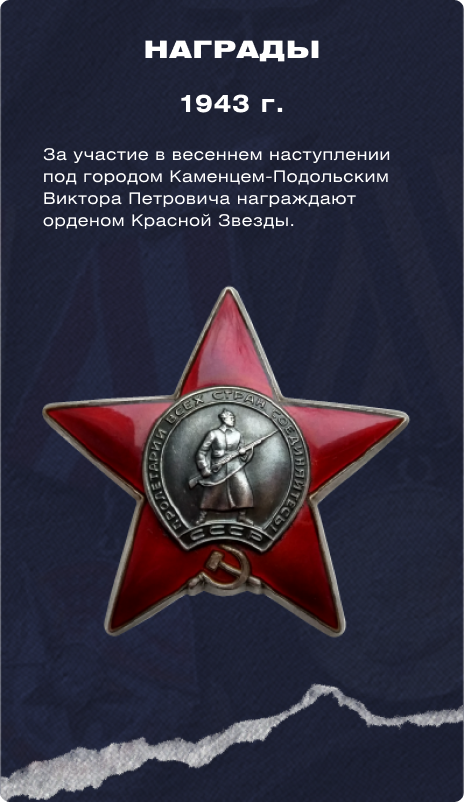 НАГРАДЫ
1943 г.
За участие в весеннем наступлении
под городом Каменцем-Подольским
Виктора Петровича награждают
орденом Красной Звезды.
ПРОЛЕТАРИИ ВСЕХ СТРАН СОЕДИНЯЙТЕСЬ!
СССР